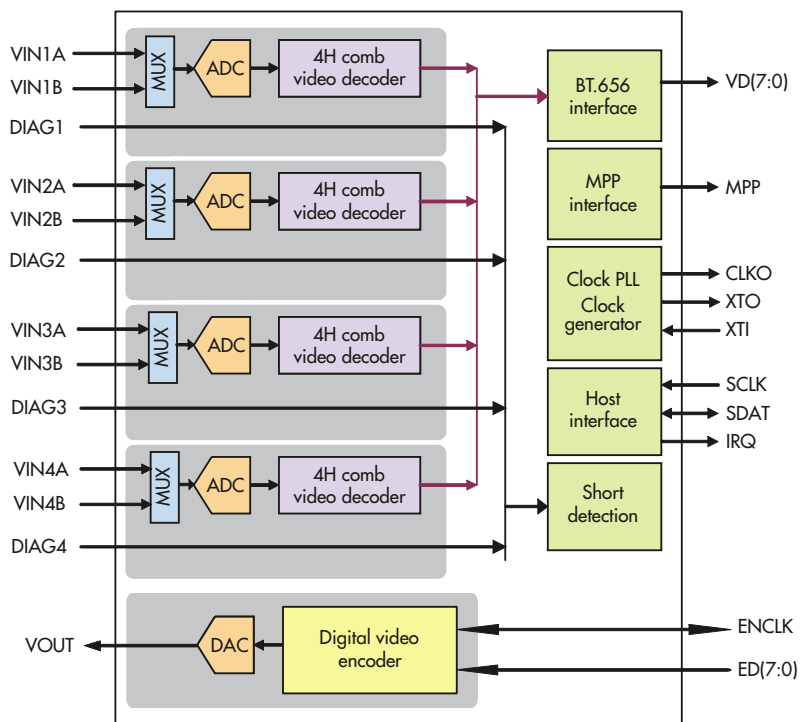 VIN1A
VIN1B
DIAG1
MUX
ADC
4H comb
video decoder
VIN2A
VIN2B
DIAG2
MUX
ADC
4H comb
video decoder
VIN3A
VIN3B
DIAG3
MUX
ADC
4H comb
video decoder
VIN4A
VIN4B
DIAG4
MUX
ADC
4H comb
video decoder
BT.656
interface
VD(7:0)
MPP
interface
MPP
Clock PLL
Clock
generator
CLKO
XTO
XTI
Host
interface
SCLK
SDAT
IRQ
Short
detection
VOUT
DAC
Digital video
encoder
ENCLK
ED(7:0)